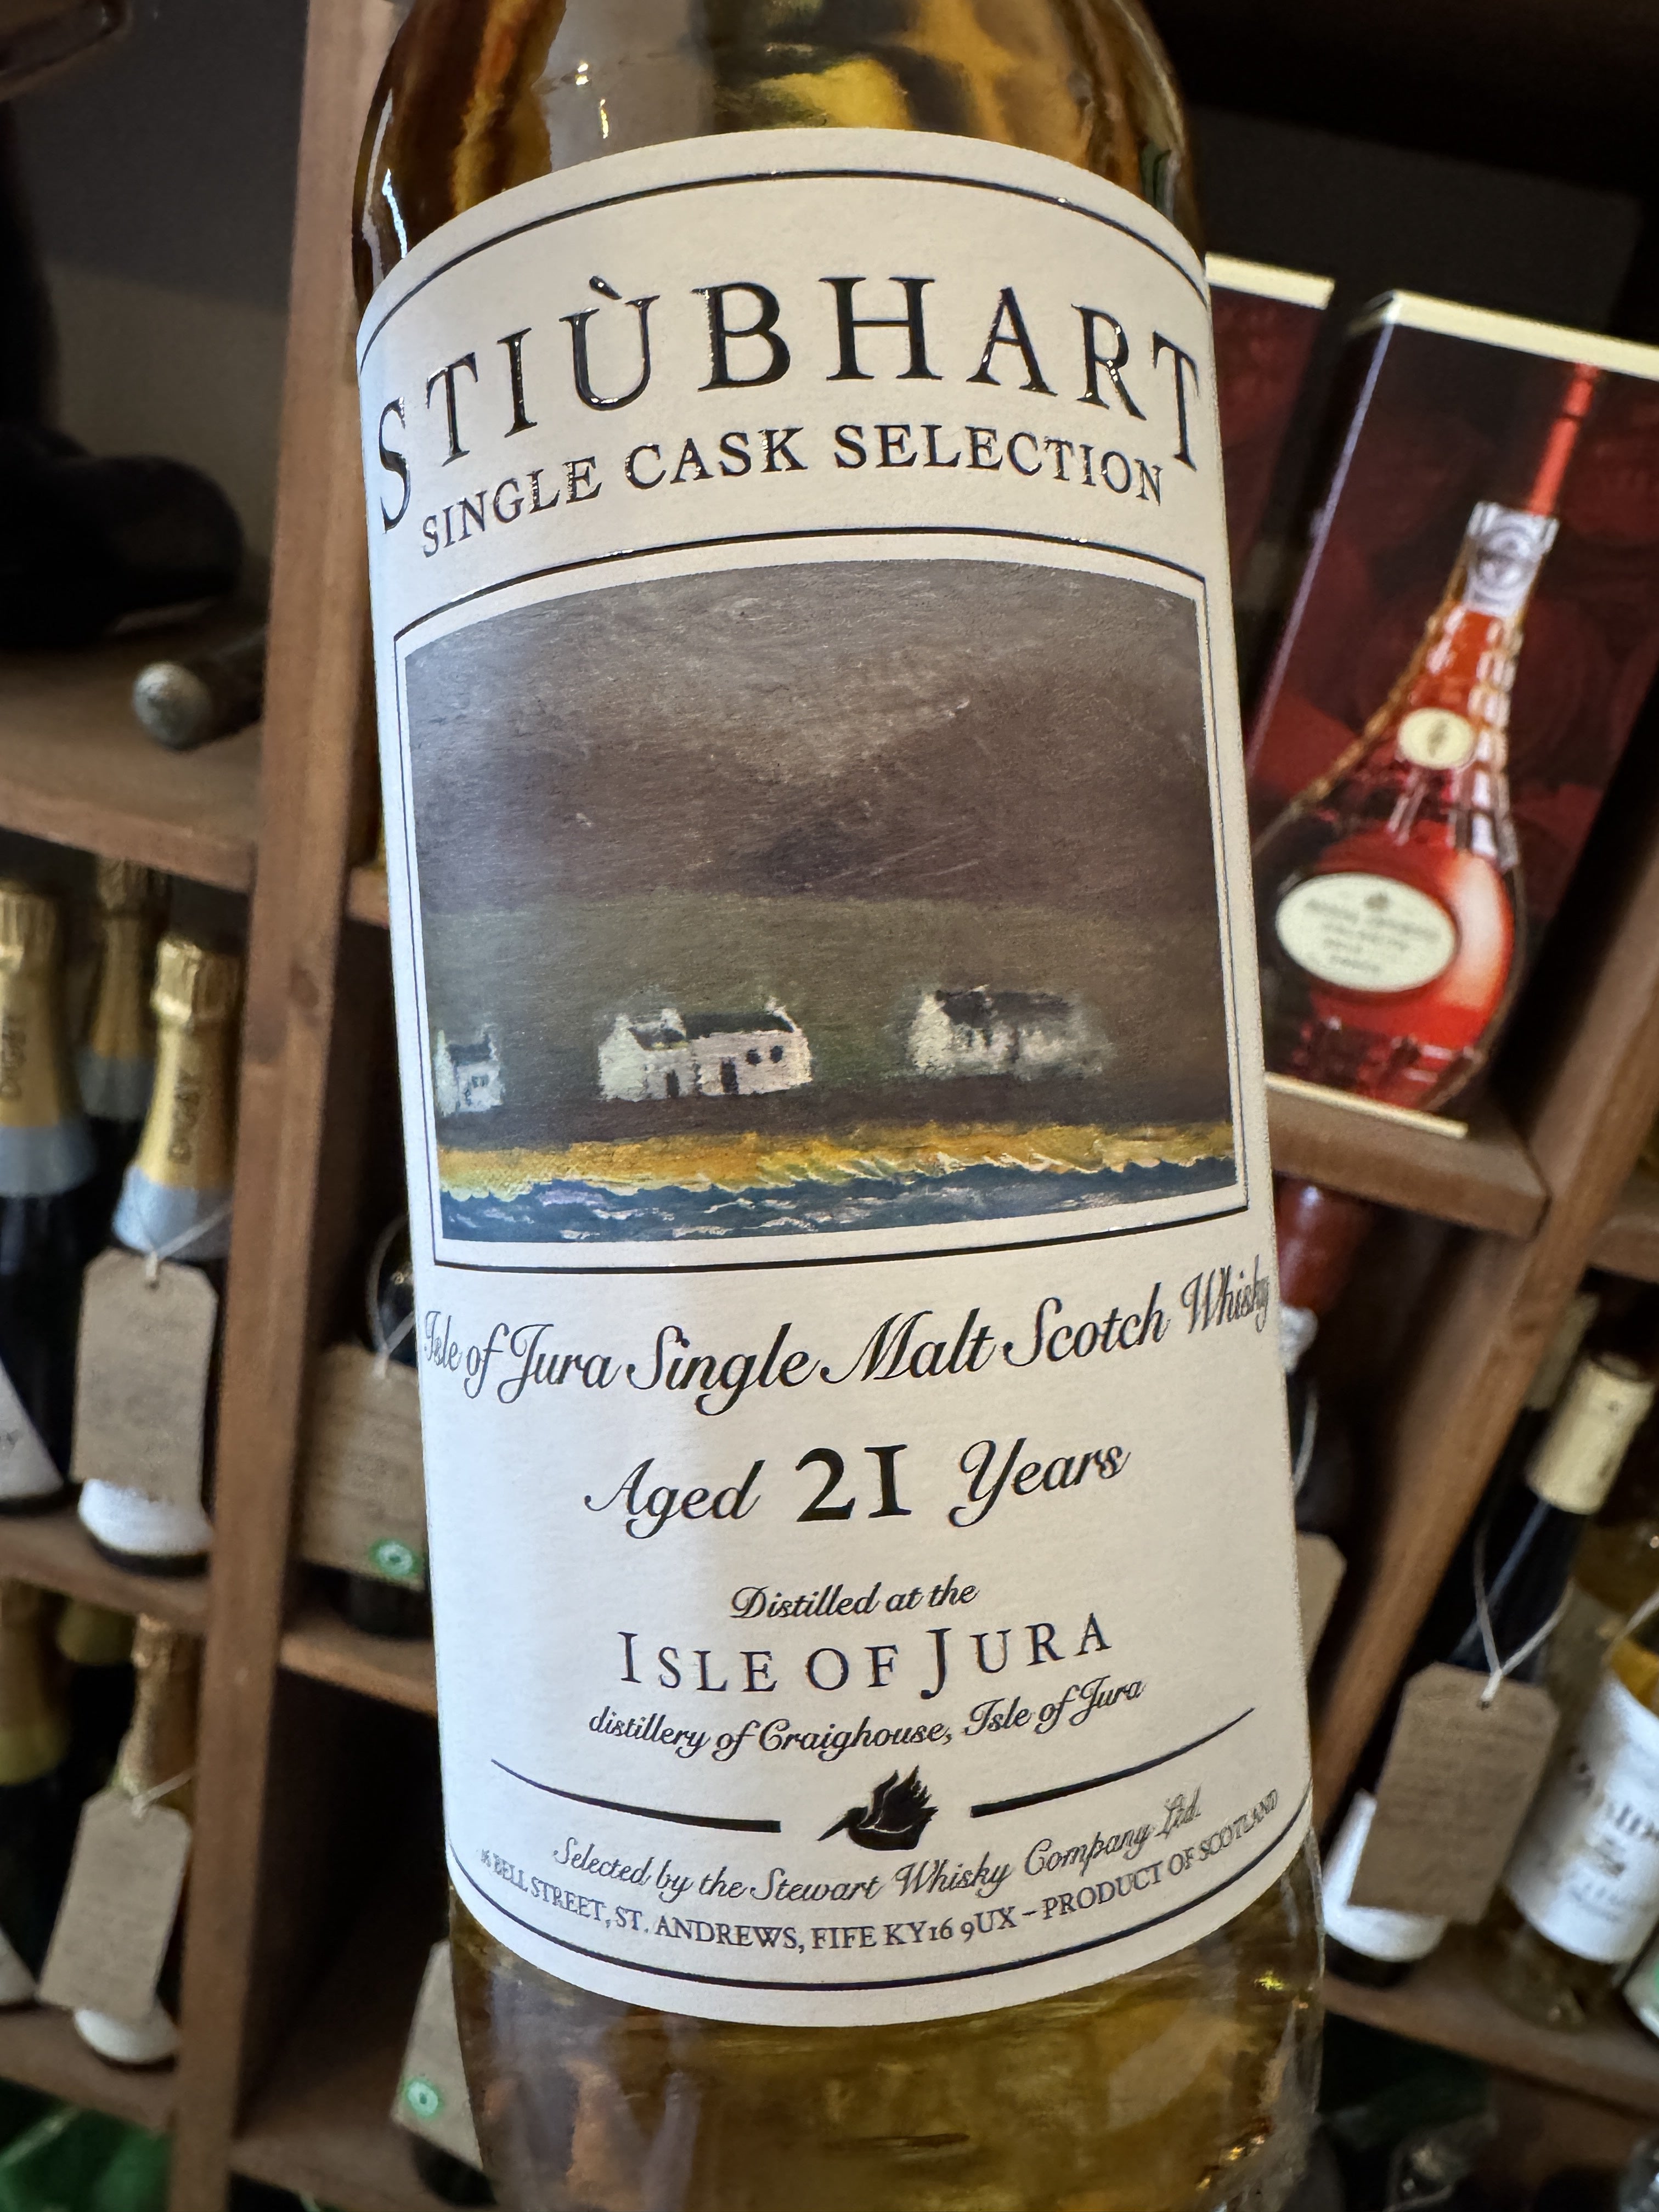 STIÙBHART
SINGLE CASK SELECTION
Isle of Jura Single Malt Scotch Whisky
Aged 21 Years
Distilled at the
ISLE OF JURA
distillery of Craighouse, Isle of Jura
Selected by the Stewart Whisky Company Ltd.
BELL STREET, ST. ANDREWS, FIFE KY16 9UX – PRODUCT OF SCOTLAND